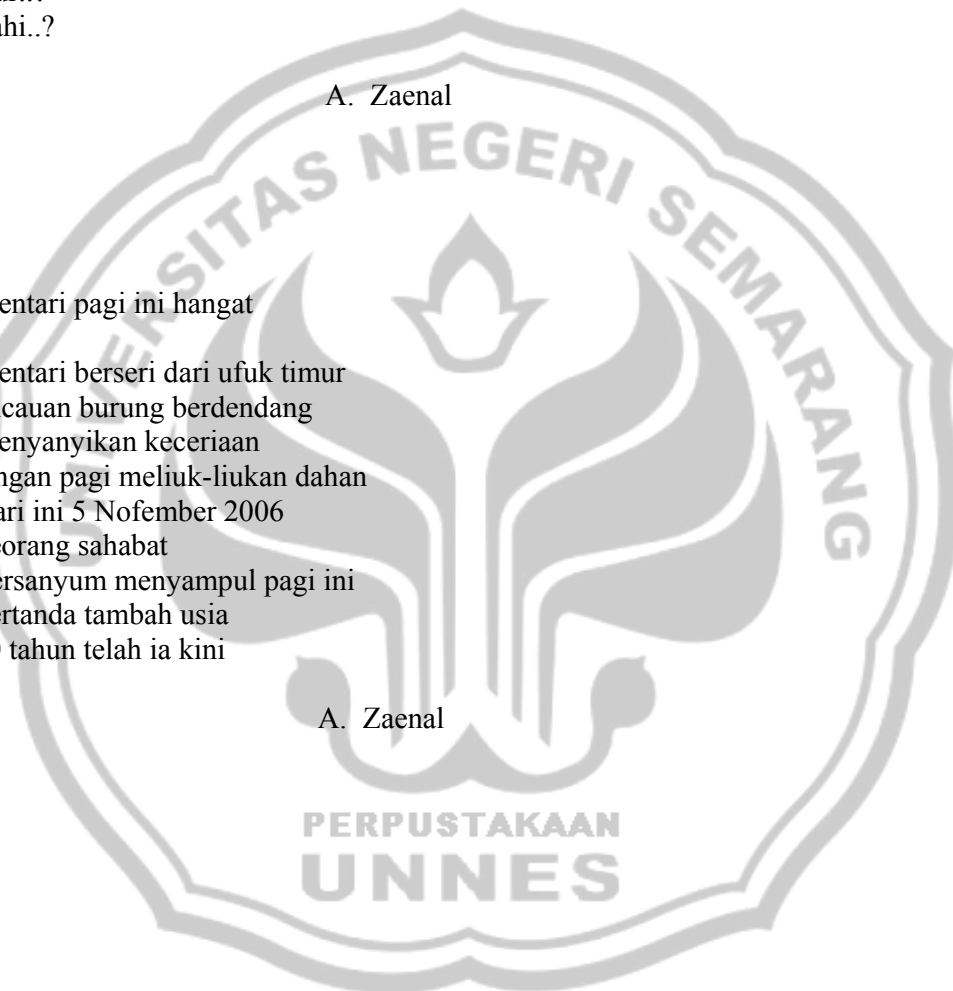 ahi..?
A. Zaenal
entari pagi ini hangat
entari berseri dari ufuk timur
cauan burung berdendang
enyanyikan keceriaan
ngan pagi meliuk-liukan dahan
ari ini 5 Nofember 2006
eorang sahabat
ersanyum menyampul pagi ini
ertanda tambah usia
tahun telah ia kini
A. Zaenal
UNIVERSITAS NEGERI SEMARANG
PERPUSTAKAAN
UNNES